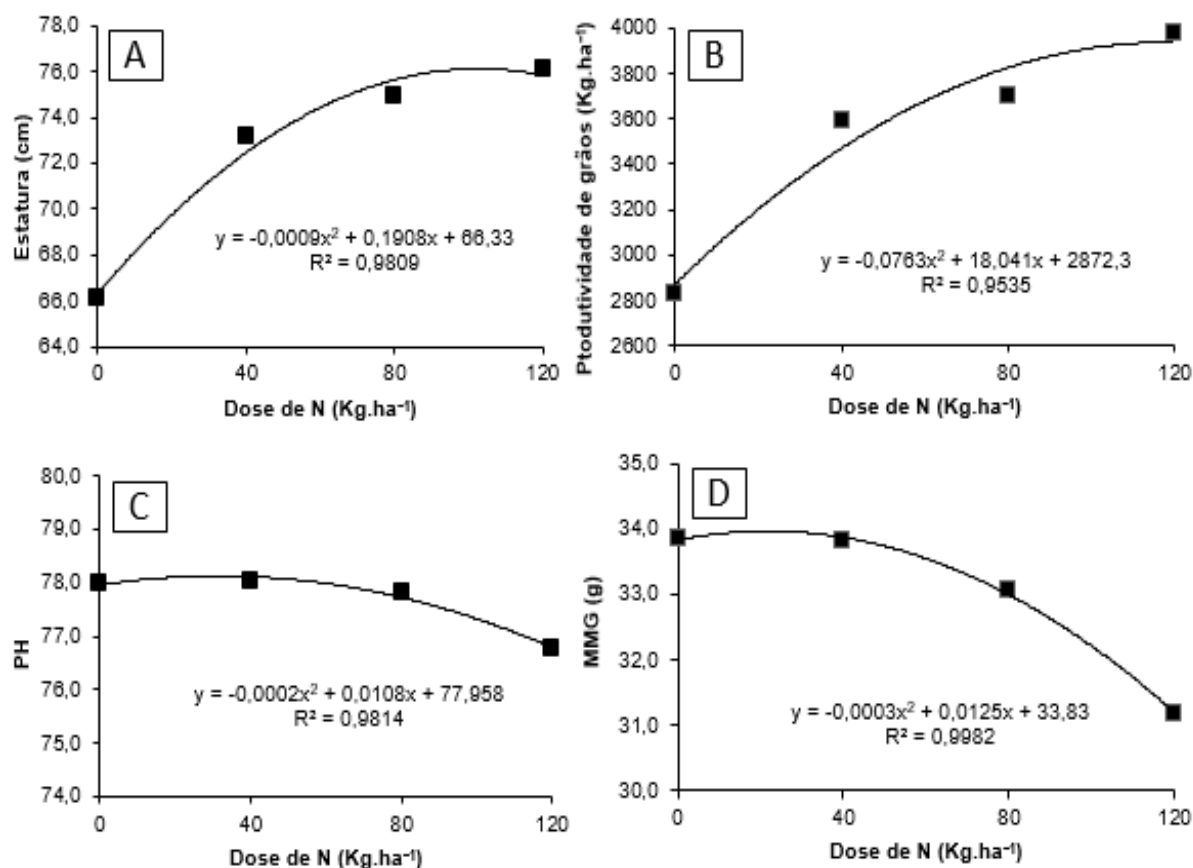 A
78,0
76,0
74,0
72,0
70,0
68,0
66,0
64,0
Estatura (cm)
y = -0,0009x² + 0,1908x + 66,33
R² = 0,9809
0 40 80 120
Dose de N (Kg.ha⁻¹)
B
4000
3800
3600
3400
3200
3000
2800
2600
Ptodutividade de grãos (Kg.ha⁻¹)
y = -0,0763x² + 18,041x + 2872,3
R² = 0,9535
0 40 80 120
Dose de N (Kg.ha⁻¹)
C
80,0
79,0
78,0
77,0
76,0
75,0
74,0
PH
y = -0,0002x² + 0,0108x + 77,958
R² = 0,9814
0 40 80 120
Dose de N (Kg.ha⁻¹)
D
35,0
34,0
33,0
32,0
31,0
30,0
MMG (g)
y = -0,0003x² + 0,0125x + 33,83
R² = 0,9982
0 40 80 120
Dose de N (Kg.ha⁻¹)